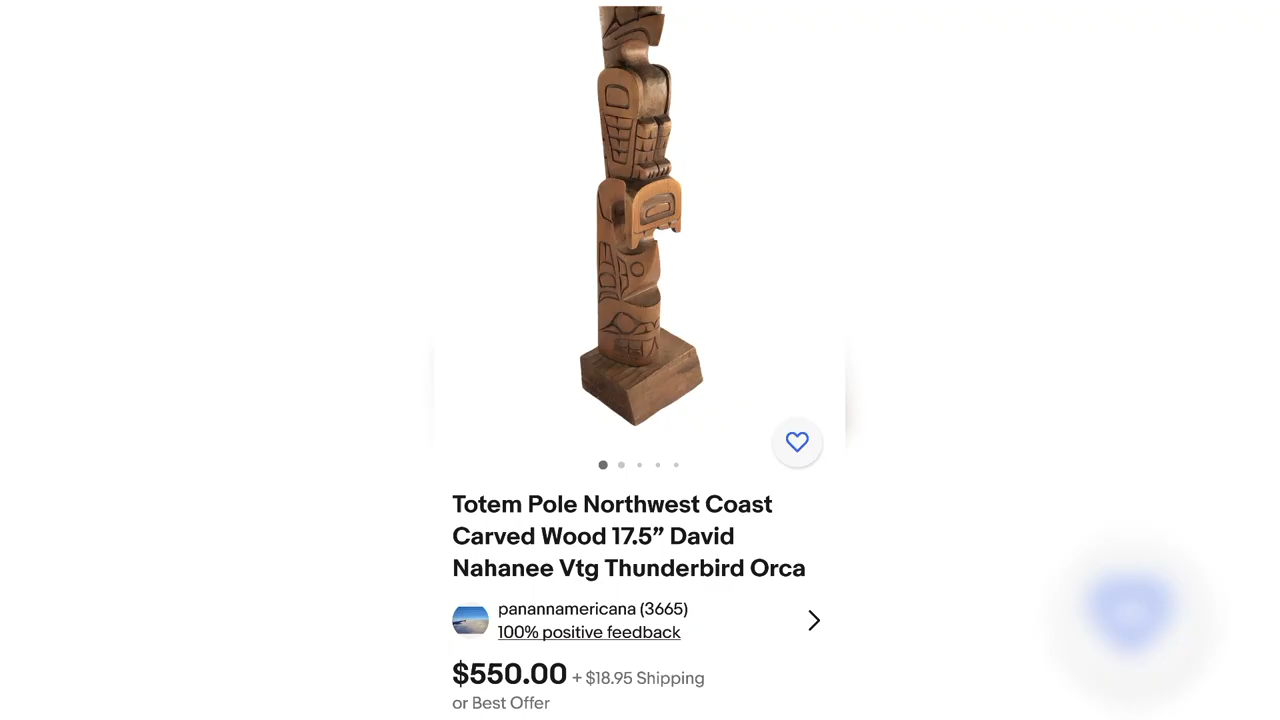 Totem Pole Northwest Coast
Carved Wood 17.5” David
Nahanee Vtg Thunderbird Orca
panannamericana (3665)
100% positive feedback
$550.00 + $18.95 Shipping
or Best Offer